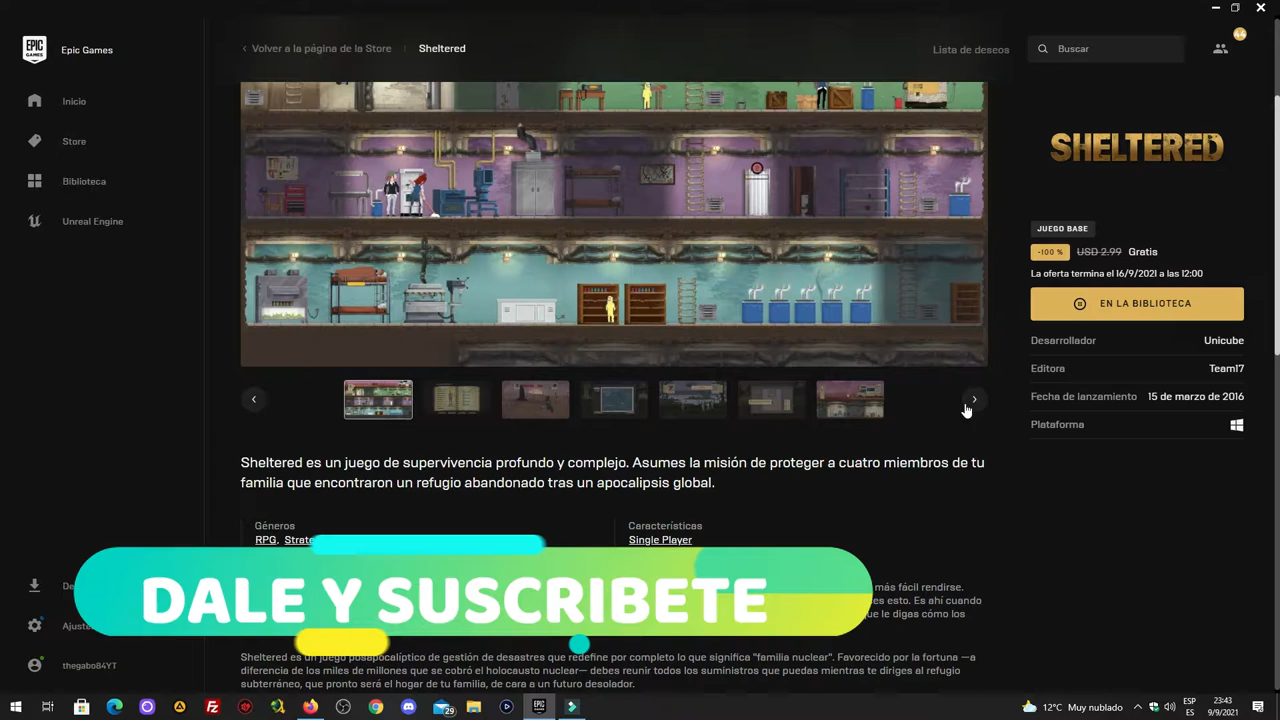 EPIC GAMES
Epic Games
Volver a la página de la Store
Sheltered
Lista de deseos
Buscar
Inicio
Store
Biblioteca
Unreal Engine
SHELTERED
JUEGO BASE
-100 %
USD 2.99
Gratis
La oferta termina el 16/9/2021 a las 12:00
EN LA BIBLIOTECA
Desarrollador
Unicube
Editora
Team17
Fecha de lanzamiento
15 de marzo de 2016
Plataforma
Sheltered es un juego de supervivencia profundo y complejo. Asumes la misión de proteger a cuatro miembros de tu
familia que encontraron un refugio abandonado tras un apocalipsis global.
Géneros
RPG,
Características
Single Player
DALE Y SUSCRIBETE
más fácil rendirse.
es esto. Es ahí cuando
que le digas cómo los
Sheltered es un juego posapocalíptico de gestión de desastres que redefine por completo lo que significa "familia nuclear". Favorecido por la fortuna —a
diferencia de los miles de millones que se cobró el holocausto nuclear— debes reunir todos los suministros que puedas mientras te diriges al refugio
subterráneo, que pronto será el hogar de tu familia, de cara a un futuro desolador.
thegabo84YT
29
12°C Muy nublado
ESP
ES
23:43
9/9/2021